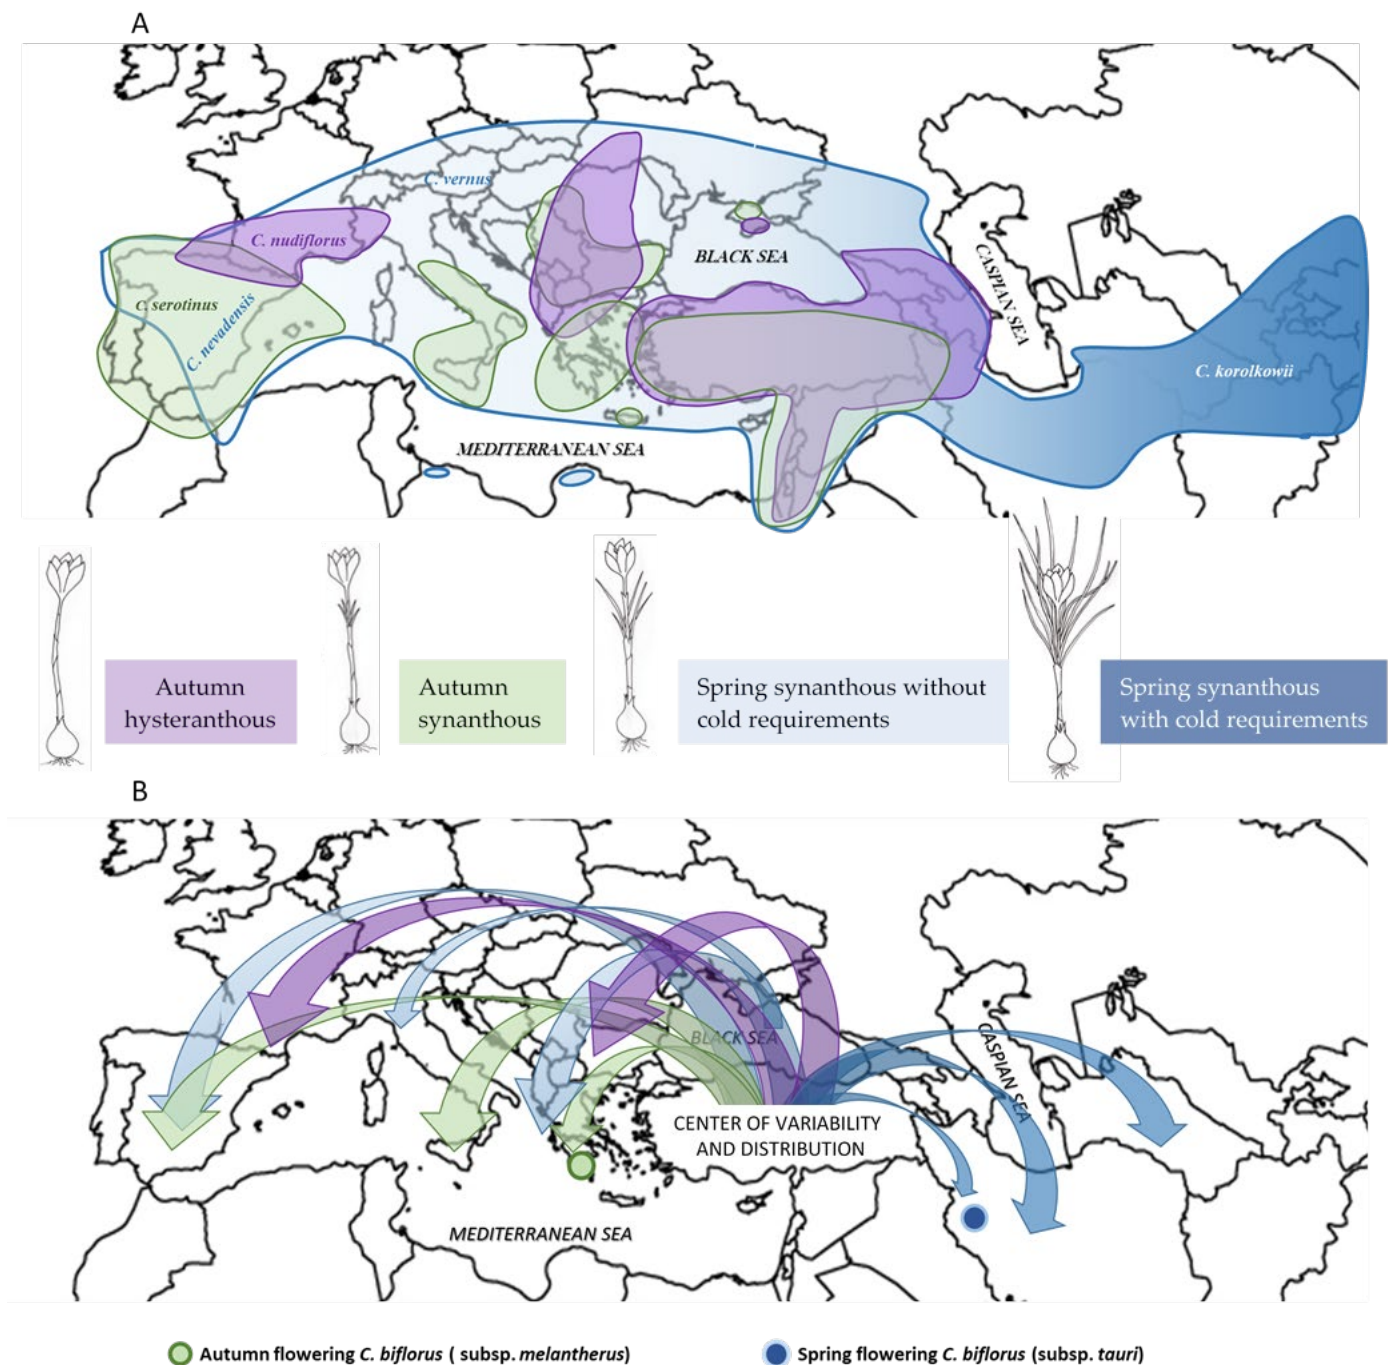 A
C. vernus
C. nudiflorus
BLACK SEA
CASPIAN SEA
C. serotinus
C. nevadensis
C. korolkowii
MEDITERRANEAN SEA
Autumn
hysteranthous
Autumn
synanthous
Spring synanthous without
cold requirements
Spring synanthous
with cold requirements
B
BLACK SEA
CASPIAN SEA
CENTER OF VARIABILITY
AND DISTRIBUTION
MEDITERRANEAN SEA
Autumn flowering C. biflorus ( subsp. melantherus)
Spring flowering C. biflorus (subsp. tauri)